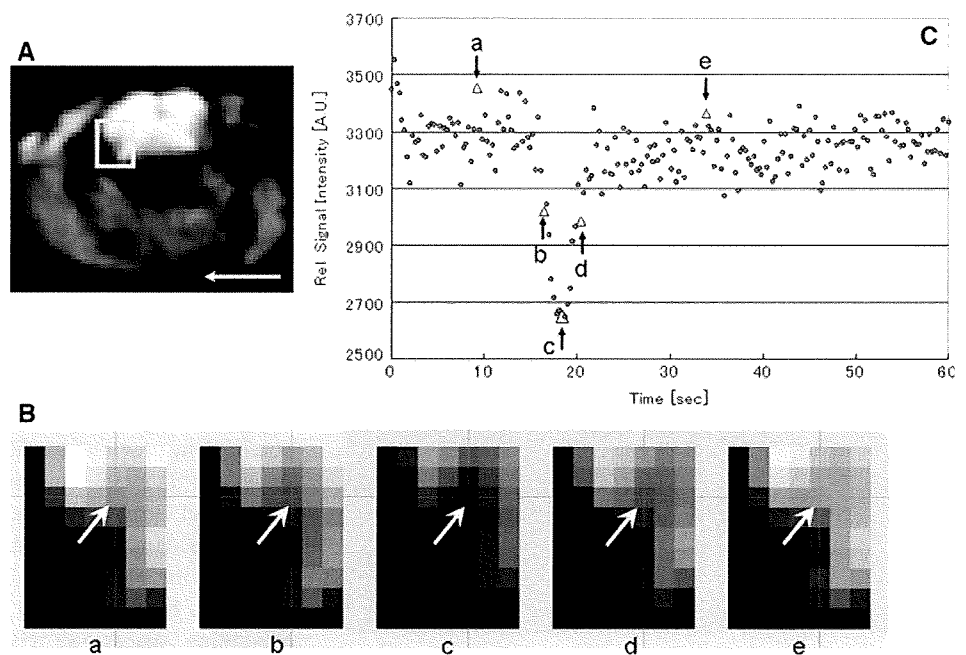 A
C
Rel Signal Intensity [A.U.]
3700
3500
3300
3100
2900
2700
2500
a
e
b
d
c
0 10 20 30 40 50 60
Time [sec]
B
a b c d e